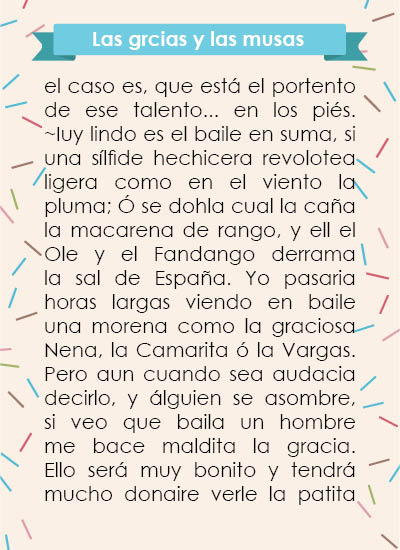 Las grcias y las musas
el caso es, que está el portento
de ese talento... en los piés.
~Iuy lindo es el baile en suma, si
una sílfide hechicera revolotea
ligera como en el viento la
pluma; Ó se dohla cual la caña
la macarena de rango, y ell el
Ole y el Fandango derrama
la sal de España. Yo pasaria
horas largas viendo en baile
una morena como la graciosa
Nena, la Camarita ó la Vargas.
Pero aun cuando sea audacia
decirlo, y álguien se asombre,
si veo que baila un hombre
me bace maldita la gracia.
Ello será muy bonito y tendrá
mucho donaire verle la patita